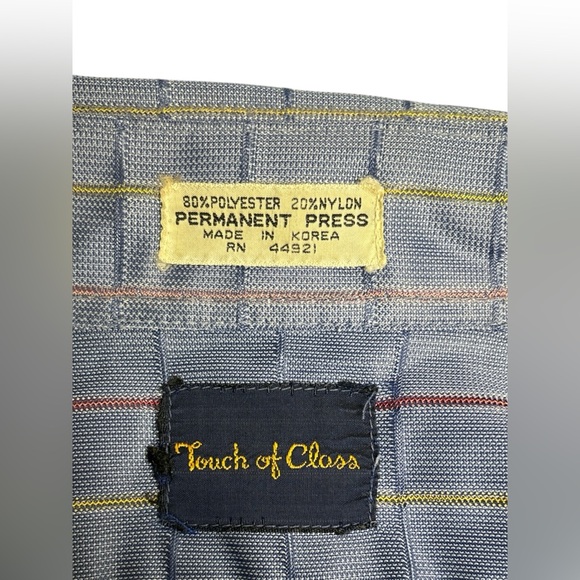 80% POLYESTER 20% NYLON
PERMANENT PRESS
MADE IN KOREA
RN 44921
Touch of Class